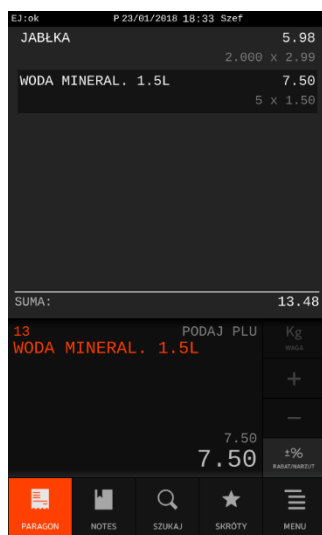 EJ:ok P 23/01/2018 18:33 Szef
JABŁKA 5.98
2.000 x 2.99
WODA MINERAL. 1.5L 7.50
5 x 1.50
SUMA: 13.48
13 PODAJ PLU
WODA MINERAL. 1.5L
Kg
WAGA
+
−
7.50
7.50
±%
RABAT/NARZUT
PARAGON NOTES SZUKAJ SKRÓTY MENU